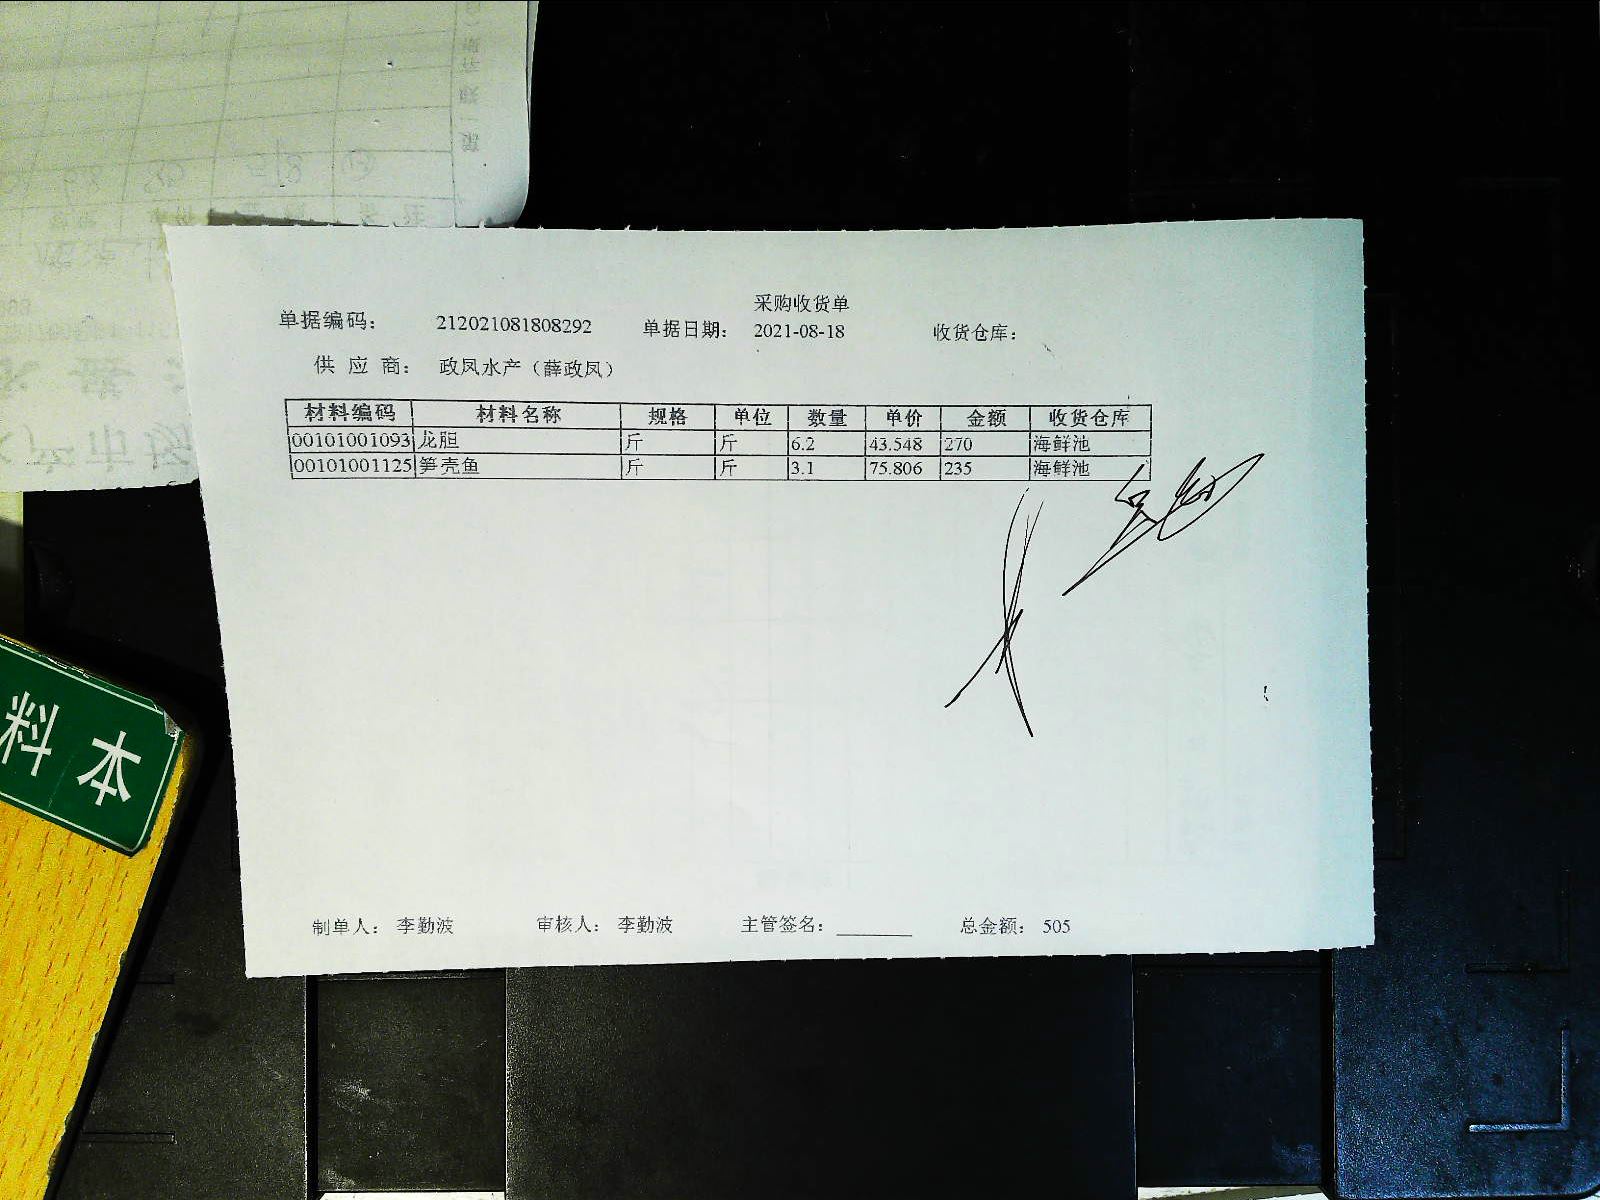 采购收货单
单据编码： 212021081808292 单据日期： 2021-08-18 收货仓库：
供 应 商： 政凤水产（薛政凤）
材料编码 材料名称 规格 单位 数量 单价 金额 收货仓库
00101001093 龙胆 斤 斤 6.2 43.548 270 海鲜池
00101001125 笋壳鱼 斤 斤 3.1 75.806 235 海鲜池
制单人： 李勤波 审核人： 李勤波 主管签名： 总金额： 505
本
料